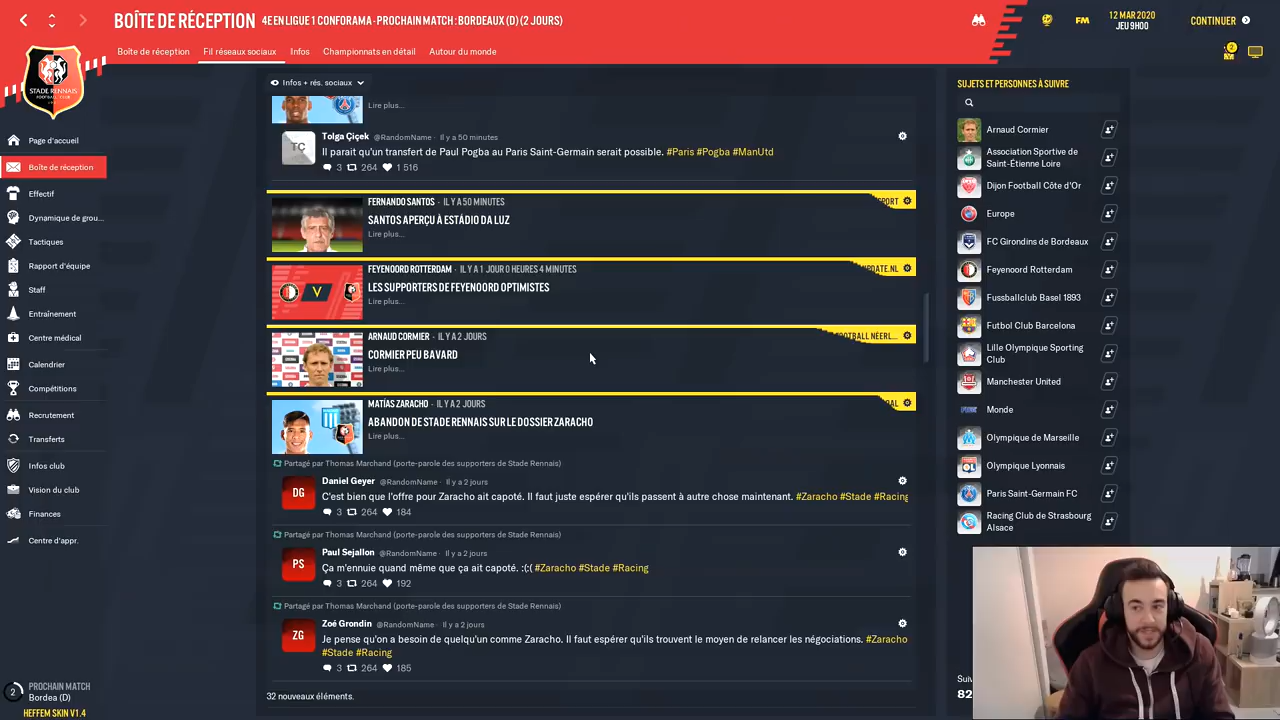 BOÎTE DE RÉCEPTION 4E EN LIGUE 1 CONFORAMA - PROCHAIN MATCH : BORDEAUX (D) (2 JOURS)
FM
12 MAR 2020
JEU 9H00
CONTINUER
Boîte de réception Fil réseaux sociaux Infos Championnats en détail Autour du monde
2
STADE RENNAIS
FOOTBALL CLUB
Page d'accueil
Boîte de réception
Effectif
Dynamique de grou...
Tactiques
Rapport d'équipe
Staff
Entraînement
Centre médical
Calendrier
Compétitions
Recrutement
Transferts
Infos club
Vision du club
Finances
Centre d'appr.
2 PROCHAIN MATCH
Bordea (D)
HEFFEM SKIN V1.4
Infos + rés. sociaux
Lire plus...
TC
Tolga Çiçek @RandomName · Il y a 50 minutes
Il parait qu'un transfert de Paul Pogba au Paris Saint-Germain serait possible. #Paris #Pogba #ManUtd
3 264 1 516
FERNANDO SANTOS · IL Y A 50 MINUTES
SANTOS APERÇU À ESTÁDIO DA LUZ
Lire plus...
FEYENOORD ROTTERDAM · IL Y A 1 JOUR 0 HEURES 4 MINUTES
V
LES SUPPORTERS DE FEYENOORD OPTIMISTES
Lire plus...
ARNAUD CORMIER · IL Y A 2 JOURS
CORMIER PEU BAVARD
Lire plus...
MATÍAS ZARACHO · IL Y A 2 JOURS
ABANDON DE STADE RENNAIS SUR LE DOSSIER ZARACHO
Lire plus...
Partagé par Thomas Marchand (porte-parole des supporters de Stade Rennais)
DG
Daniel Geyer @RandomName · Il y a 2 jours
C'est bien que l'offre pour Zaracho ait capoté. Il faut juste espérer qu'ils passent à autre chose maintenant. #Zaracho #Stade #Racing
3 264 184
Partagé par Thomas Marchand (porte-parole des supporters de Stade Rennais)
PS
Paul Sejallon @RandomName · Il y a 2 jours
Ça m'ennuie quand même que ça ait capoté. :(;( #Zaracho #Stade #Racing
3 264 192
Partagé par Thomas Marchand (porte-parole des supporters de Stade Rennais)
ZG
Zoé Grondin @RandomName · Il y a 2 jours
Je pense qu'on a besoin de quelqu'un comme Zaracho. Il faut espérer qu'ils trouvent le moyen de relancer les négociations. #Zaracho
#Stade #Racing
3 264 185
32 nouveaux éléments.
SUJETS ET PERSONNES À SUIVRE
Arnaud Cormier
Association Sportive de
Saint-Étienne Loire
Dijon Football Côte d'Or
Europe
FC Girondins de Bordeaux
Feyenoord Rotterdam
Fussballclub Basel 1893
Futbol Club Barcelona
Lille Olympique Sporting
Club
Manchester United
Monde
Olympique de Marseille
Olympique Lyonnais
Paris Saint-Germain FC
Racing Club de Strasbourg
Alsace